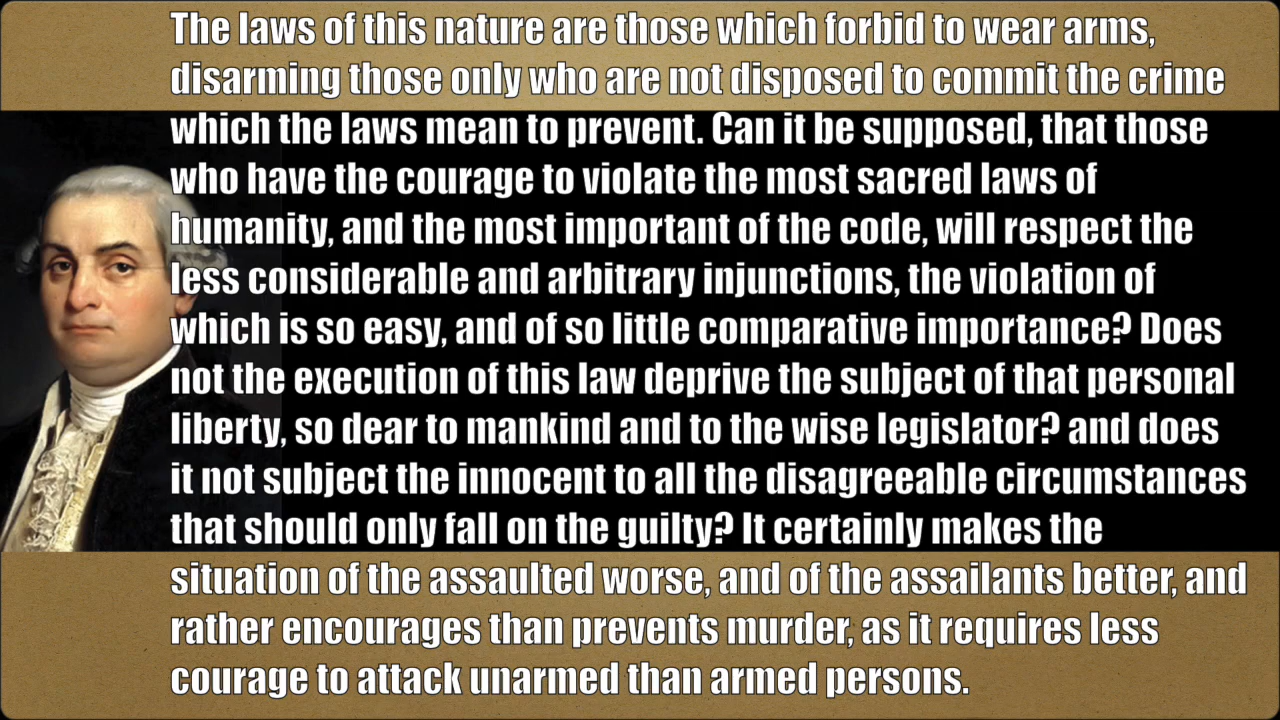 The laws of this nature are those which forbid to wear arms,
disarming those only who are not disposed to commit the crime
which the laws mean to prevent. Can it be supposed, that those
who have the courage to violate the most sacred laws of
humanity, and the most important of the code, will respect the
less considerable and arbitrary injunctions, the violation of
which is so easy, and of so little comparative importance? Does
not the execution of this law deprive the subject of that personal
liberty, so dear to mankind and to the wise legislator? and does
it not subject the innocent to all the disagreeable circumstances
that should only fall on the guilty? It certainly makes the
situation of the assaulted worse, and of the assailants better, and
rather encourages than prevents murder, as it requires less
courage to attack unarmed than armed persons.